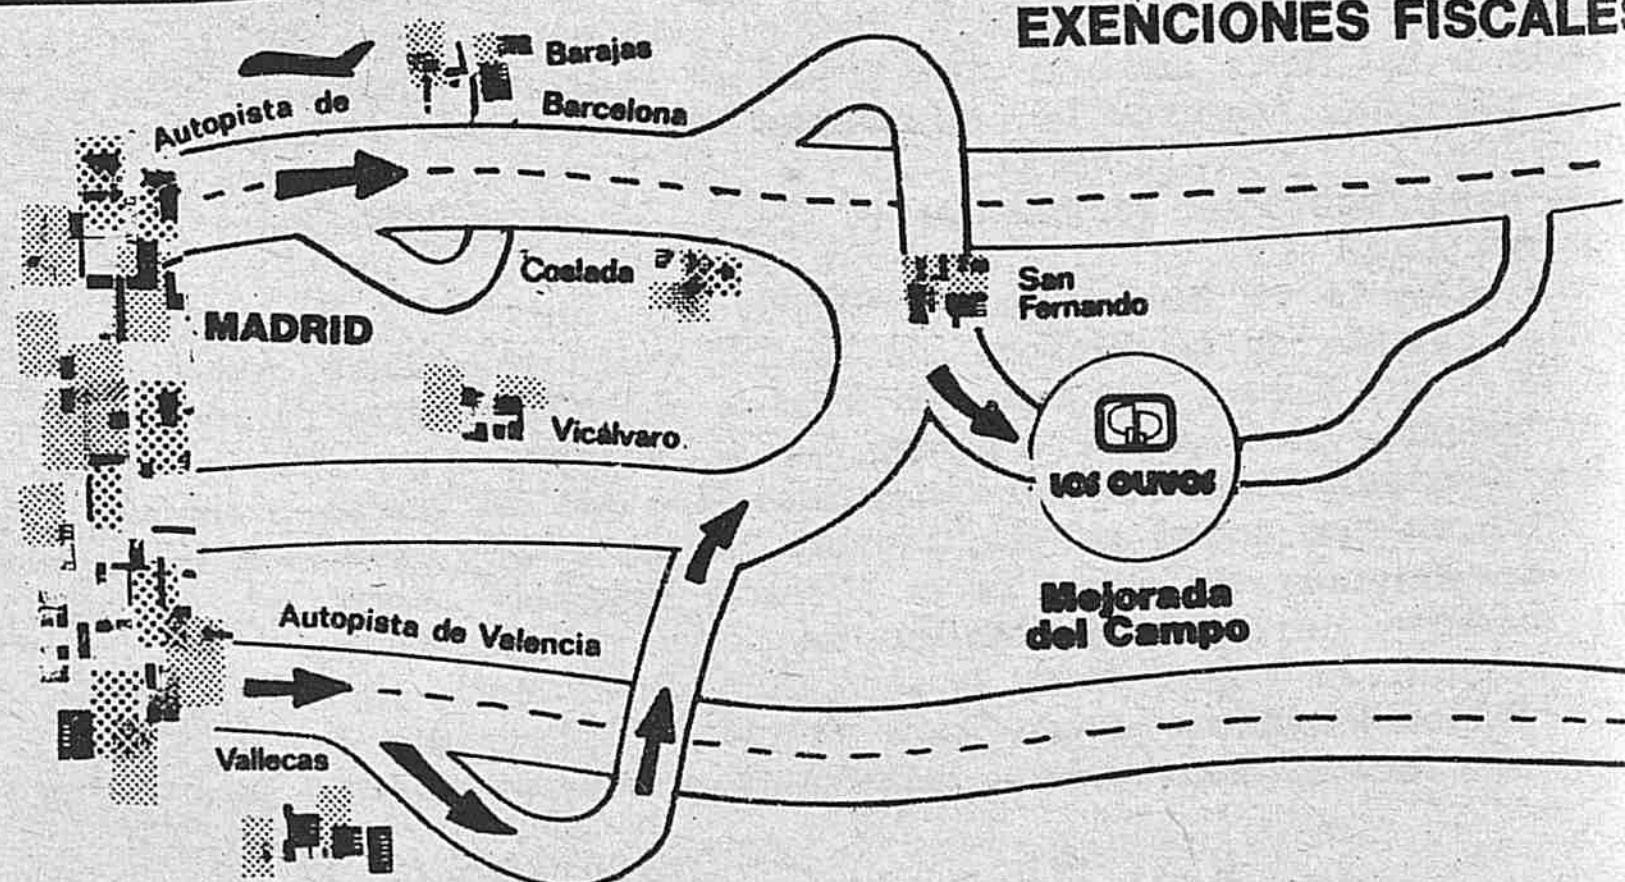 EXENCIONES FISCALES
Barajas
Autopista de Barcelona
Coslada
San
Fernando
MADRID
Vicálvaro.
LOS OLIVOS
Mejorada
del Campo
Autopista de Valencia
Vallecas